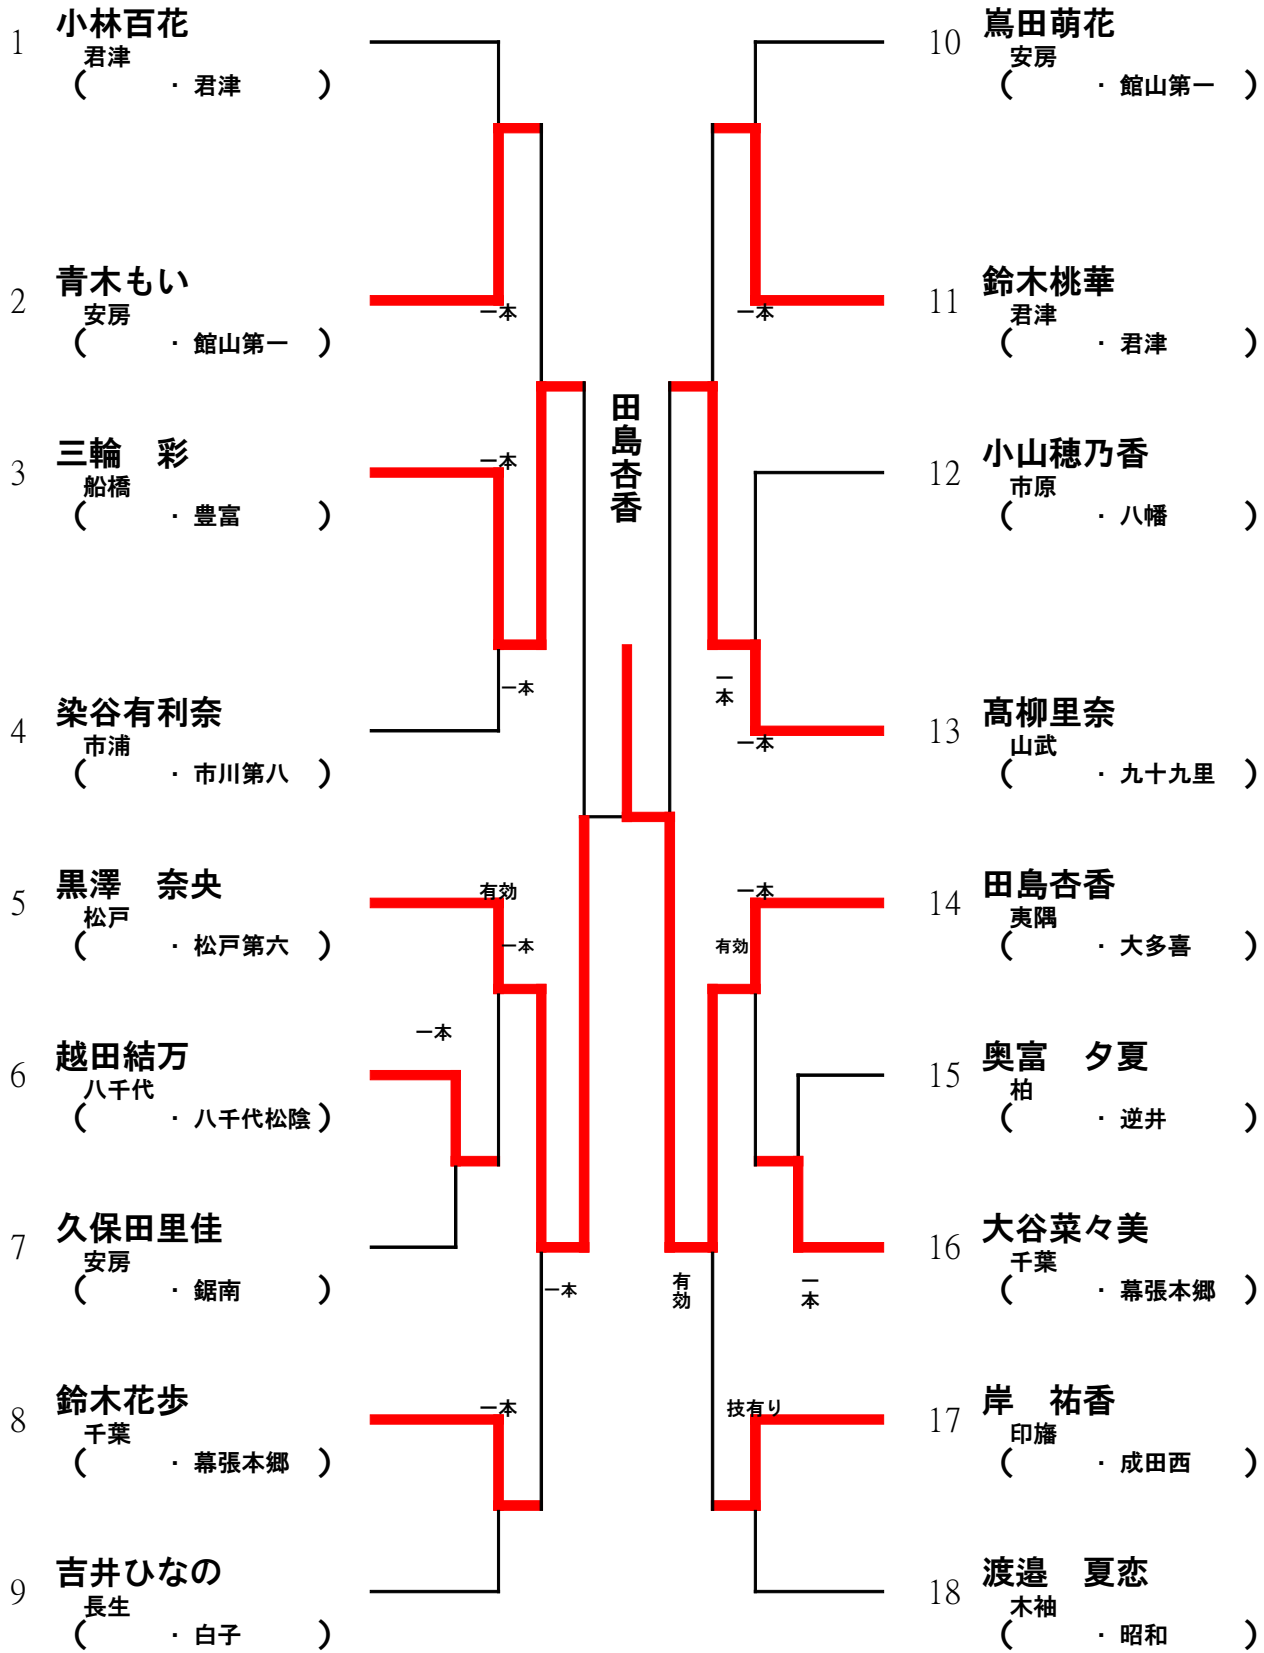 1 小林百花
君津
( ・ 君津 )
2 青木もい
安房
( ・ 館山第一 )
一本
3 三輪　彩
船橋
( ・ 豊富 )
一本
4 染谷有利奈
市浦
( ・ 市川第八 )
一本
5 黒澤　奈央
松戸
( ・ 松戸第六 )
有効
一本
6 越田結万
八千代
( ・ 八千代松陰 )
一本
7 久保田里佳
安房
( ・ 鋸南 )
一本
8 鈴木花歩
千葉
( ・ 幕張本郷 )
一本
9 吉井ひなの
長生
( ・ 白子 )
田島杏香
10 嶌田萌花
安房
( ・ 館山第一 )
11 鈴木桃華
君津
( ・ 君津 )
一本
12 小山穂乃香
市原
( ・ 八幡 )
一本
13 髙柳里奈
山武
( ・ 九十九里 )
一本
14 田島杏香
夷隅
( ・ 大多喜 )
一本
有効
15 奥富　夕夏
柏
( ・ 逆井 )
16 大谷菜々美
千葉
( ・ 幕張本郷 )
有効
一本
17 岸　祐香
印旛
( ・ 成田西 )
技有り
18 渡邉　夏恋
木袖
( ・ 昭和 )